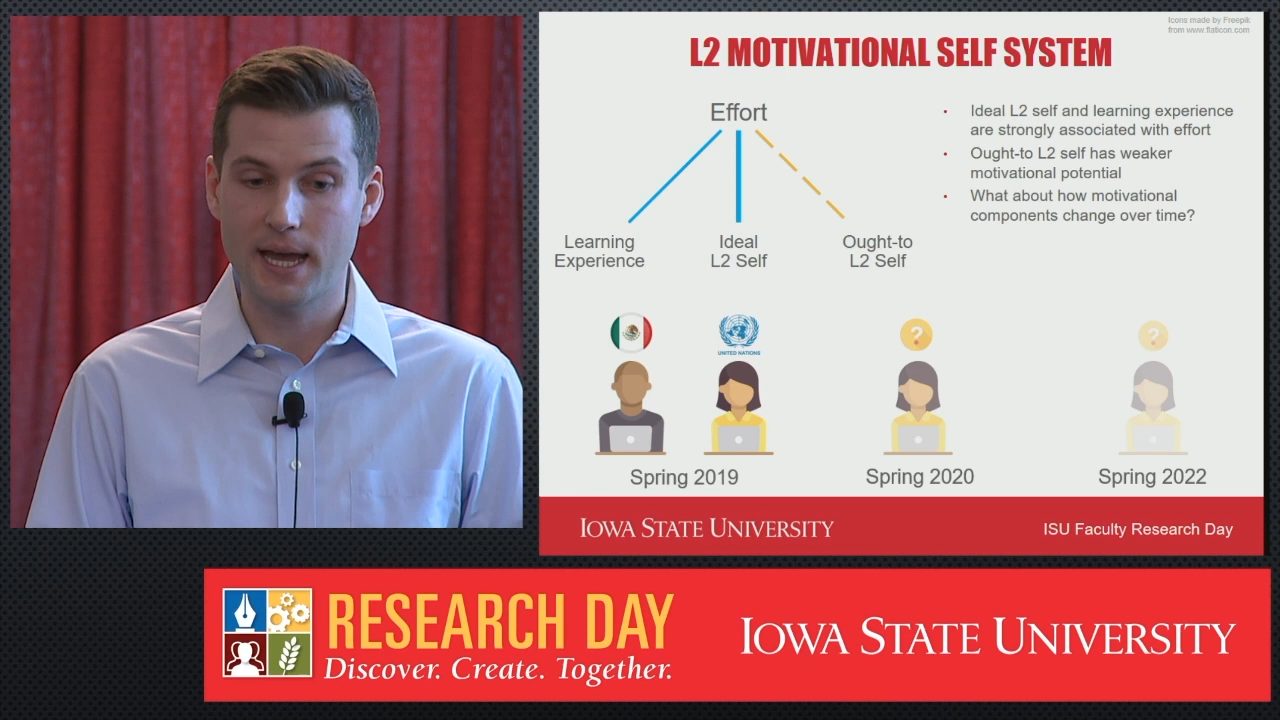 Icons made by Freepik
from www.flaticon.com
L2 MOTIVATIONAL SELF SYSTEM
Effort
Learning
Experience
Ideal
L2 Self
Ought-to
L2 Self
• Ideal L2 self and learning experience
are strongly associated with effort
• Ought-to L2 self has weaker
motivational potential
• What about how motivational
components change over time?
UNITED NATIONS
?
?
Spring 2019
Spring 2020
Spring 2022
IOWA STATE UNIVERSITY
ISU Faculty Research Day
RESEARCH DAY
Discover. Create. Together.
IOWA STATE UNIVERSITY